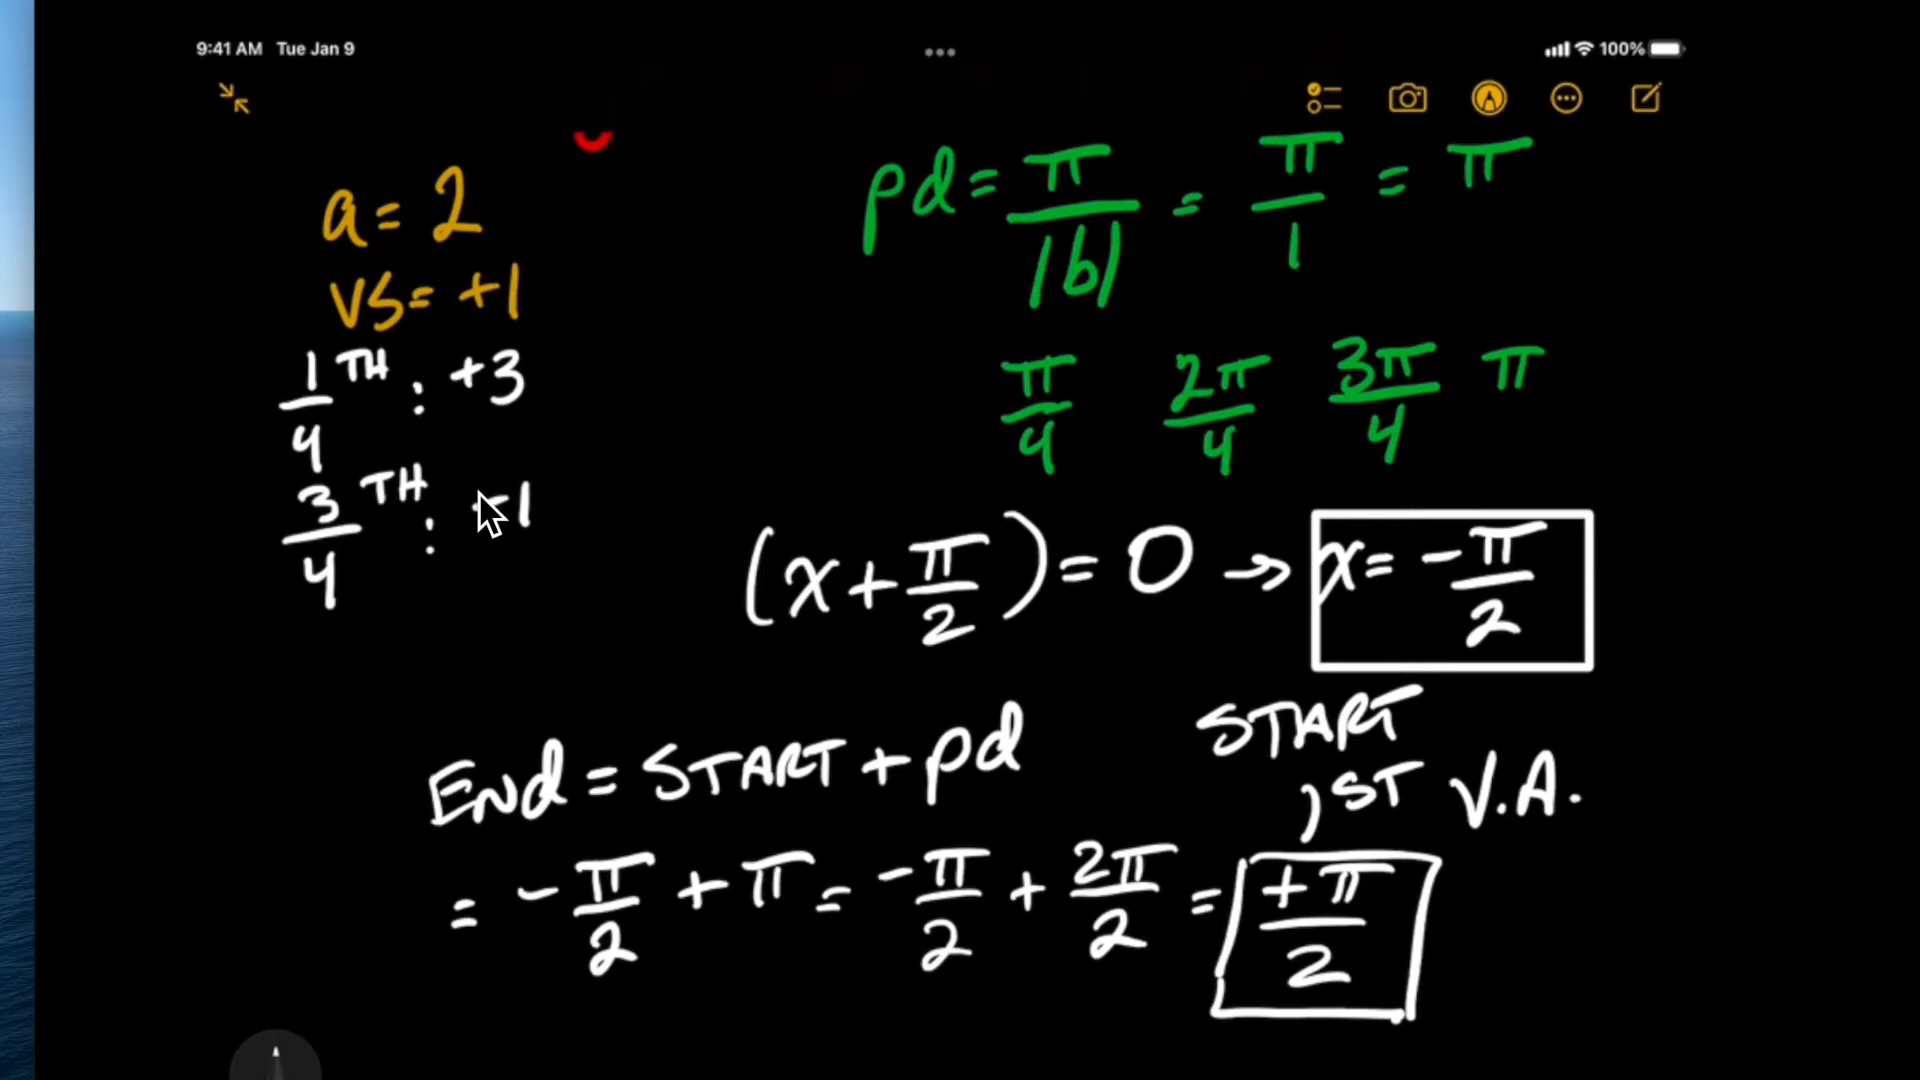 9:41 AM Tue Jan 9
100%
a = 2
VS = +1
1/4 TH : +3
3/4 TH : -1
pd = π/|b| = π/1 = π
π/4 2π/4 3π/4 π
(x + π/2) = 0 → x = -π/2
START
1ST V.A.
End = START + pd
= -π/2 + π = -π/2 + 2π/2 = +π/2